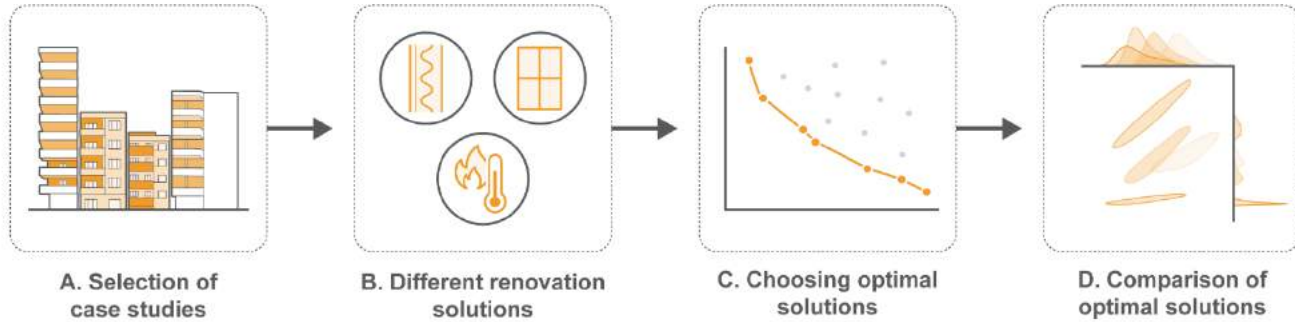 A. Selection of
case studies
B. Different renovation
solutions
C. Choosing optimal
solutions
D. Comparison of
optimal solutions